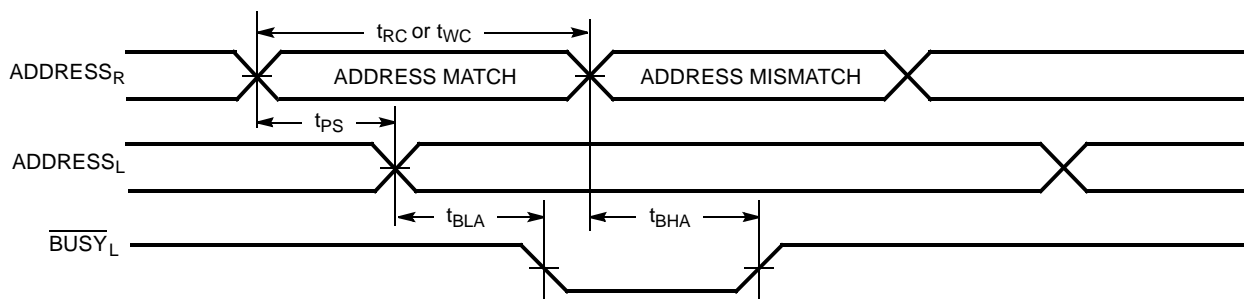 tRC or tWC
ADDRESSR
ADDRESS MATCH
ADDRESS MISMATCH
tPS
ADDRESSL
tBLA
tBHA
BUSYL